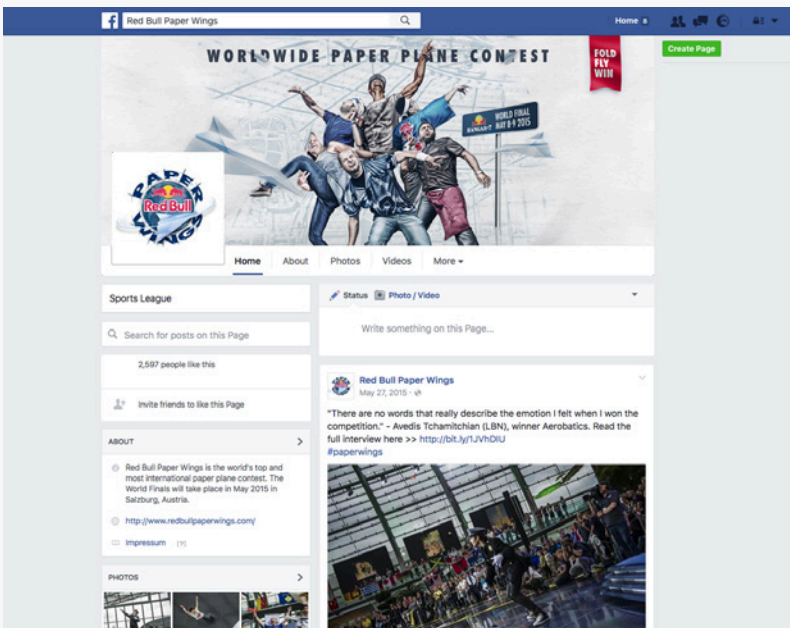 Red Bull Paper Wings
Home 8
Create Page
WORLDWIDE PAPER PLANE CONTEST
FOLD
FLY
WIN
WORLD FINAL
HANGAR-7 MAY 8-9 2015
PAPER
Red Bull
WINGS
Home About Photos Videos More
Sports League
Search for posts on this Page
2,597 people like this
Invite friends to like this Page
ABOUT
Red Bull Paper Wings is the world's top and
most international paper plane contest. The
World Finals will take place in May 2015 in
Salzburg, Austria.
http://www.redbullpaperwings.com/
Impressum [?]
PHOTOS
Status Photo / Video
Write something on this Page...
Red Bull Paper Wings
May 27, 2015 ·
"There are no words that really describe the emotion I felt when I won the
competition." - Avedis Tchamitchian (LBN), winner Aerobatics. Read the
full interview here >> http://bit.ly/1JVhDIU
#paperwings